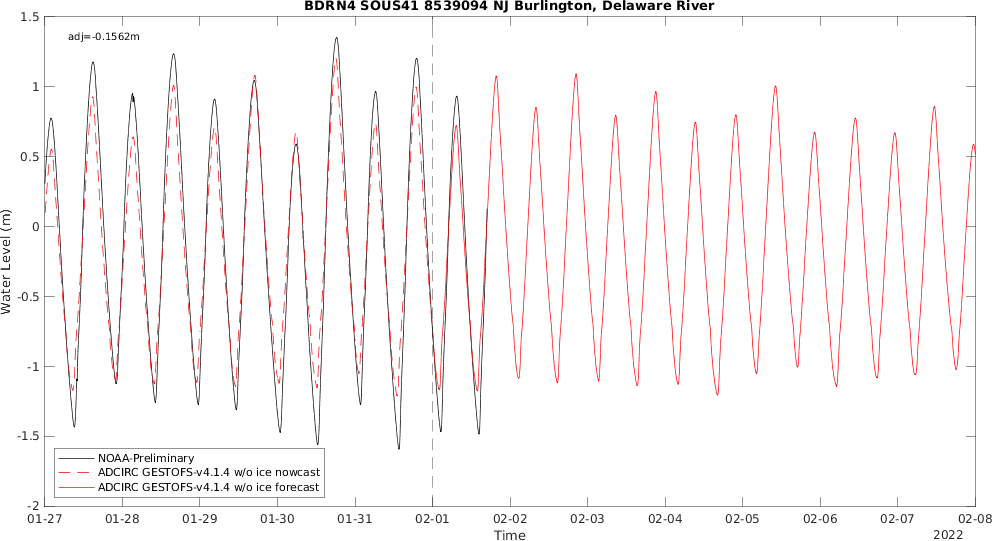 BDRN4 SOUS41 8539094 NJ Burlington, Delaware River
adj=-0.1562m
1.5
1
0.5
0
-0.5
-1
-1.5
-2
Water Level (m)
NOAA-Preliminary
ADCIRC GESTOFS-v4.1.4 w/o ice nowcast
ADCIRC GESTOFS-v4.1.4 w/o ice forecast
01-27 01-28 01-29 01-30 01-31 02-01 02-02 02-03 02-04 02-05 02-06 02-07 02-08
Time
2022